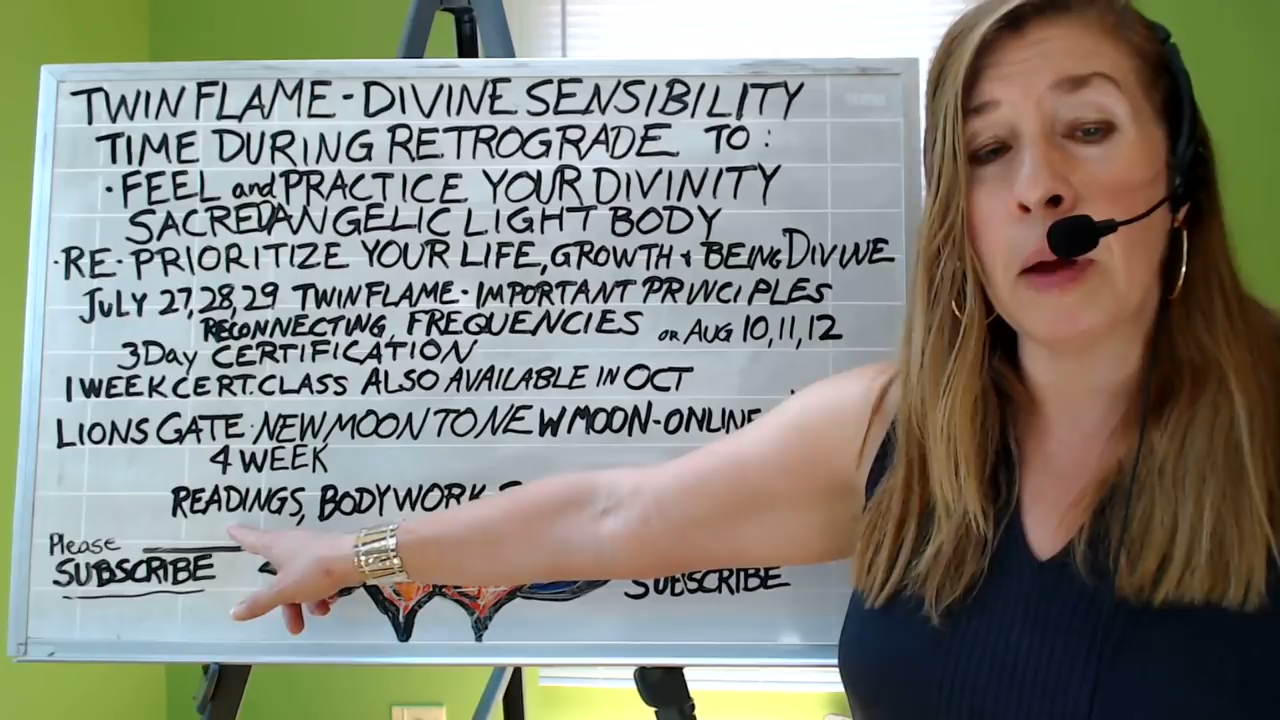 TWIN FLAME - DIVINE SENSIBILITY
TIME DURING RETROGRADE TO:
• FEEL and PRACTICE YOUR DIVINITY
SACRED ANGELIC LIGHT BODY
• RE-PRIORITIZE YOUR LIFE, GROWTH & BEING DIVINE
JULY 27, 28, 29 TWIN FLAME - IMPORTANT PRINCIPLES
RECONNECTING, FREQUENCIES OR AUG 10, 11, 12
3 Day CERTIFICATION
1 WEEK CERT. CLASS ALSO AVAILABLE IN OCT
LIONS GATE - NEW MOON TO NEW MOON - ONLINE
4 WEEK
READINGS, BODYWORK
Please
SUBSCRIBE
SUBSCRIBE